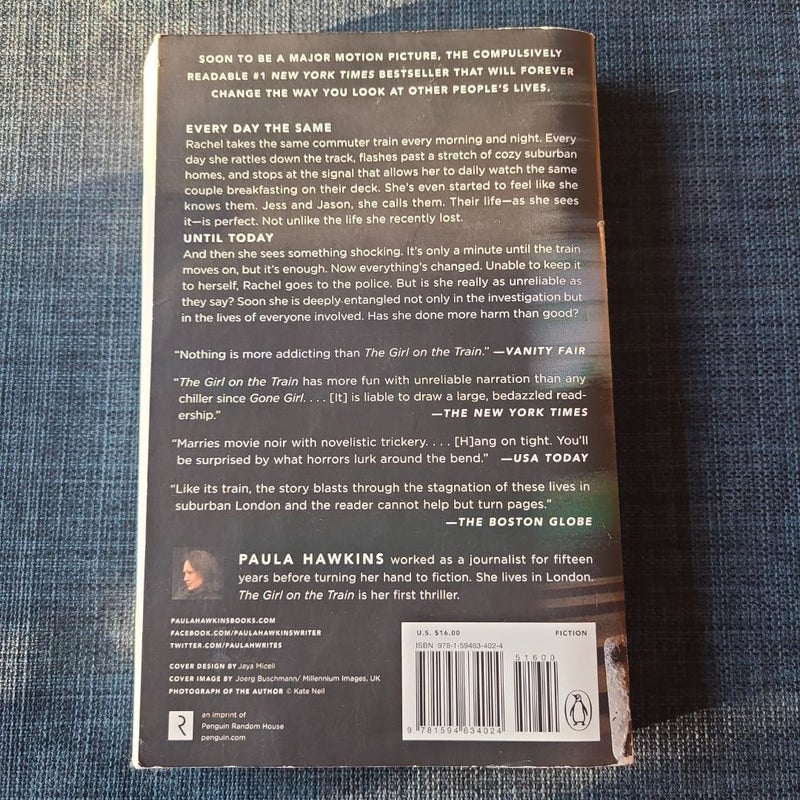 SOON TO BE A MAJOR MOTION PICTURE, THE COMPULSIVELY
READABLE #1 NEW YORK TIMES BESTSELLER THAT WILL FOREVER
CHANGE THE WAY YOU LOOK AT OTHER PEOPLE'S LIVES.
EVERY DAY THE SAME
Rachel takes the same commuter train every morning and night. Every
day she rattles down the track, flashes past a stretch of cozy suburban
homes, and stops at the signal that allows her to daily watch the same
couple breakfasting on their deck. She's even started to feel like she
knows them. Jess and Jason, she calls them. Their life—as she sees
it—is perfect. Not unlike the life she recently lost.
UNTIL TODAY
And then she sees something shocking. It's only a minute until the train
moves on, but it's enough. Now everything's changed. Unable to keep it
to herself, Rachel goes to the police. But is she really as unreliable as
they say? Soon she is deeply entangled not only in the investigation but
in the lives of everyone involved. Has she done more harm than good?
“Nothing is more addicting than The Girl on the Train.” —VANITY FAIR
“The Girl on the Train has more fun with unreliable narration than any
chiller since Gone Girl. . . . [It] is liable to draw a large, bedazzled read-
ership.” —THE NEW YORK TIMES
“Marries movie noir with novelistic trickery. . . . [H]ang on tight. You'll
be surprised by what horrors lurk around the bend.” —USA TODAY
“Like its train, the story blasts through the stagnation of these lives in
suburban London and the reader cannot help but turn pages.”
—THE BOSTON GLOBE
PAULA HAWKINS worked as a journalist for fifteen
years before turning her hand to fiction. She lives in London.
The Girl on the Train is her first thriller.
PAULAHAWKINSBOOKS.COM
FACEBOOK.COM/PAULAHAWKINSWRITER
TWITTER.COM/PAULAHWRITES
COVER DESIGN BY Jaya Miceli
COVER IMAGE BY Joerg Buschmann/ Millennium Images, UK
PHOTOGRAPH OF THE AUTHOR © Kate Neil
R
an imprint of
Penguin Random House
penguin.com
U.S. $16.00 FICTION
ISBN 978-1-59463-402-4
51600
9 781594 634024